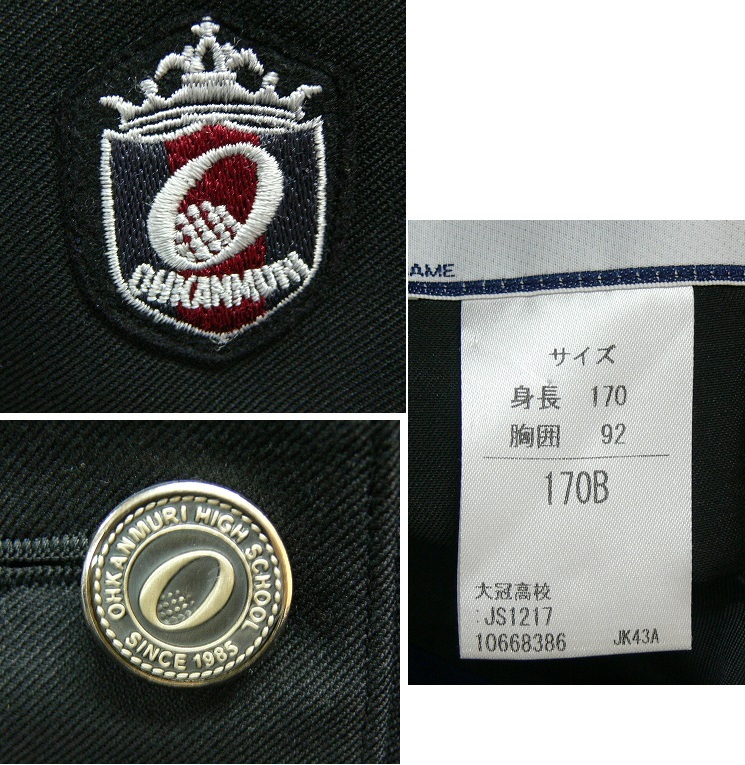 OHKANMURI
OHKANMURI HIGH SCHOOL
SINCE 1985
AME
サイズ
身長 170
胸囲 92
170B
大冠高校
:JS1217
10668386 JK43A